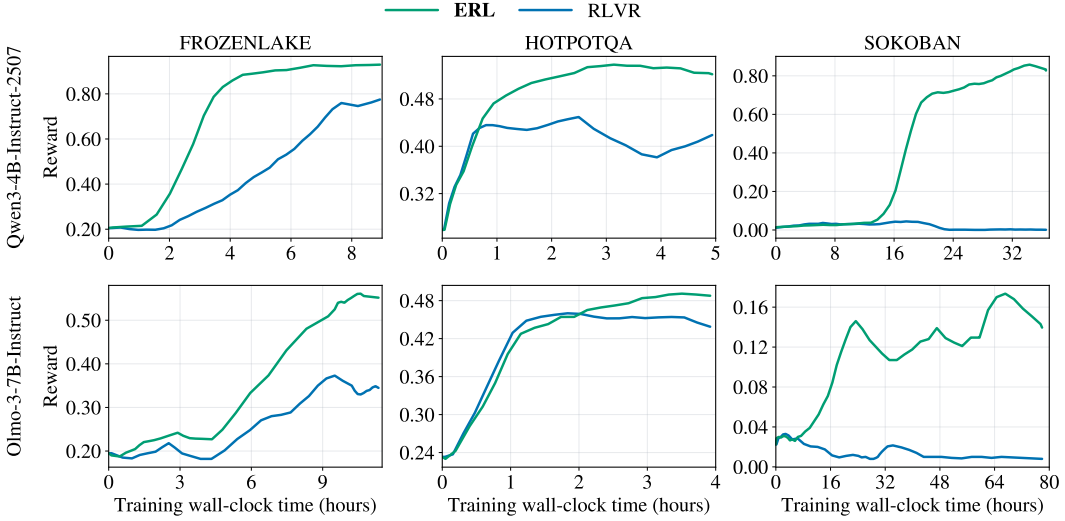 ERL RLVR
FROZENLAKE HOTPOTQA SOKOBAN
Qwen3-4B-Instruct-2507
Reward
0.80
0.60
0.40
0.20
0 2 4 6 8
0.48
0.40
0.32
0 1 2 3 4 5
0.80
0.60
0.40
0.20
0.00
0 8 16 24 32
Olmo-3-7B-Instruct
Reward
0.50
0.40
0.30
0.20
0 3 6 9
Training wall-clock time (hours)
0.48
0.42
0.36
0.30
0.24
0 1 2 3 4
Training wall-clock time (hours)
0.16
0.12
0.08
0.04
0.00
0 16 32 48 64 80
Training wall-clock time (hours)